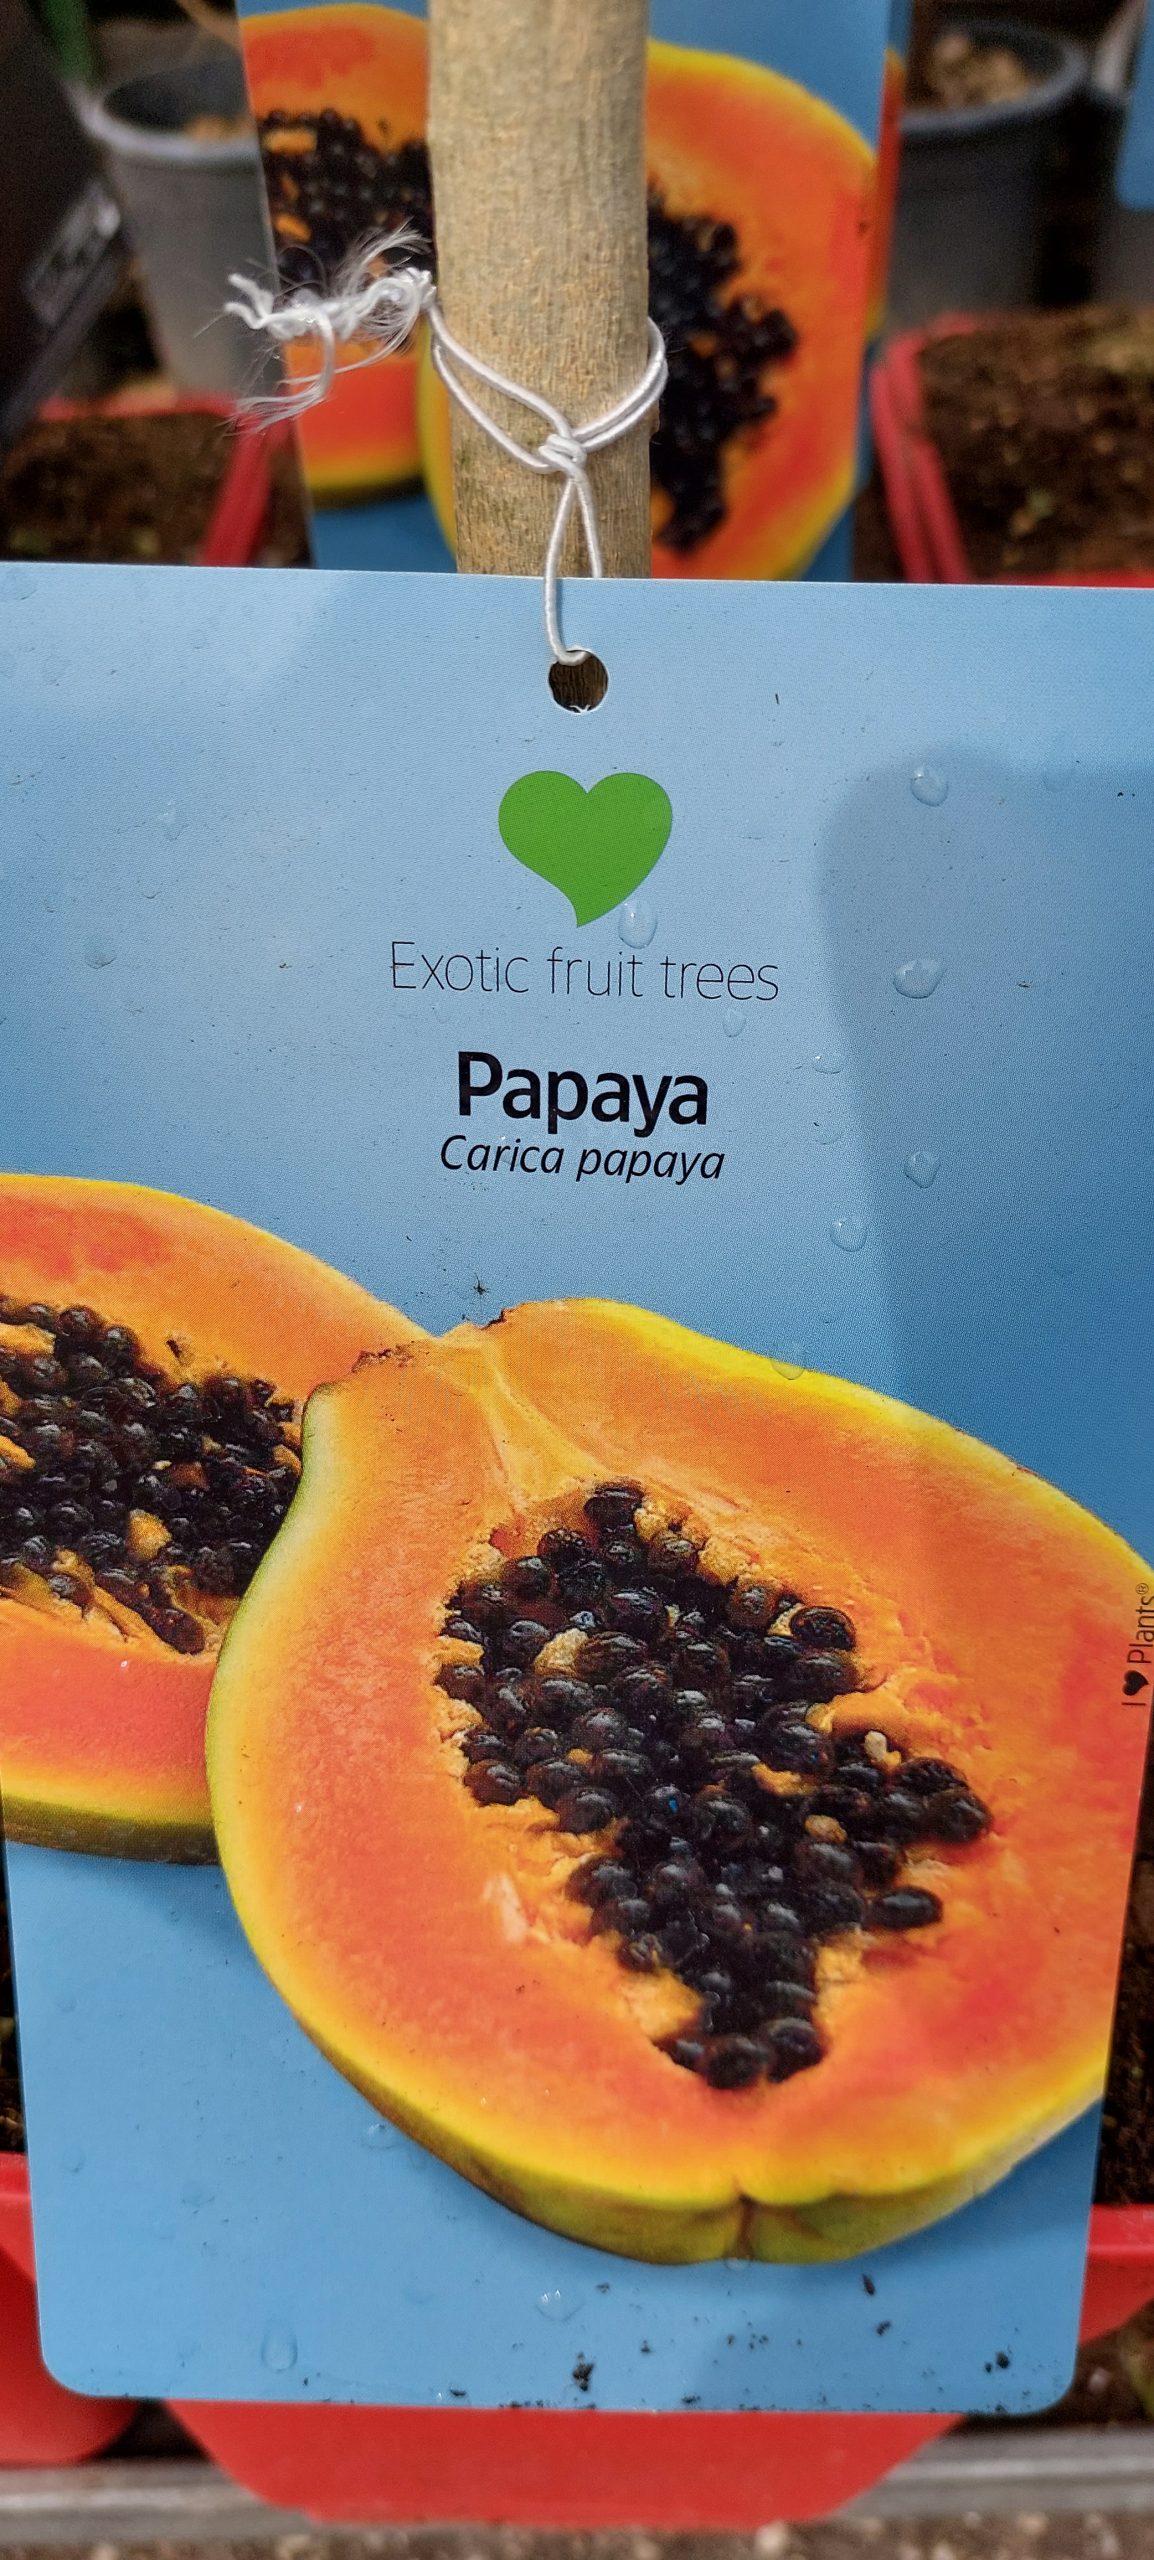 Exotic fruit trees
Papaya
Carica papaya
I ♥ Plants®